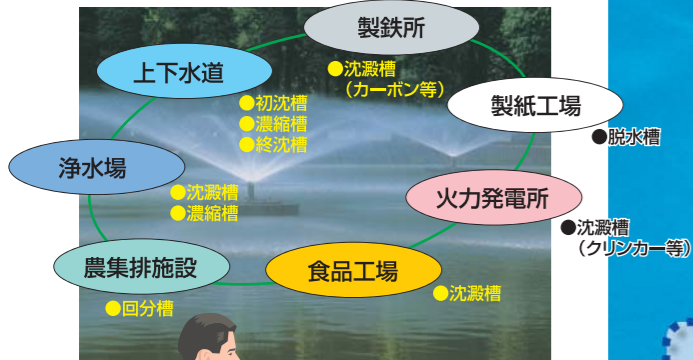 製鉄所
●沈澱槽
（カーボン等）
上下水道
●初沈槽
●濃縮槽
●終沈槽
製紙工場
●脱水槽
浄水場
●沈澱槽
●濃縮槽
火力発電所
●沈澱槽
（クリンカー等）
農集排施設
●回分槽
食品工場
●沈澱槽